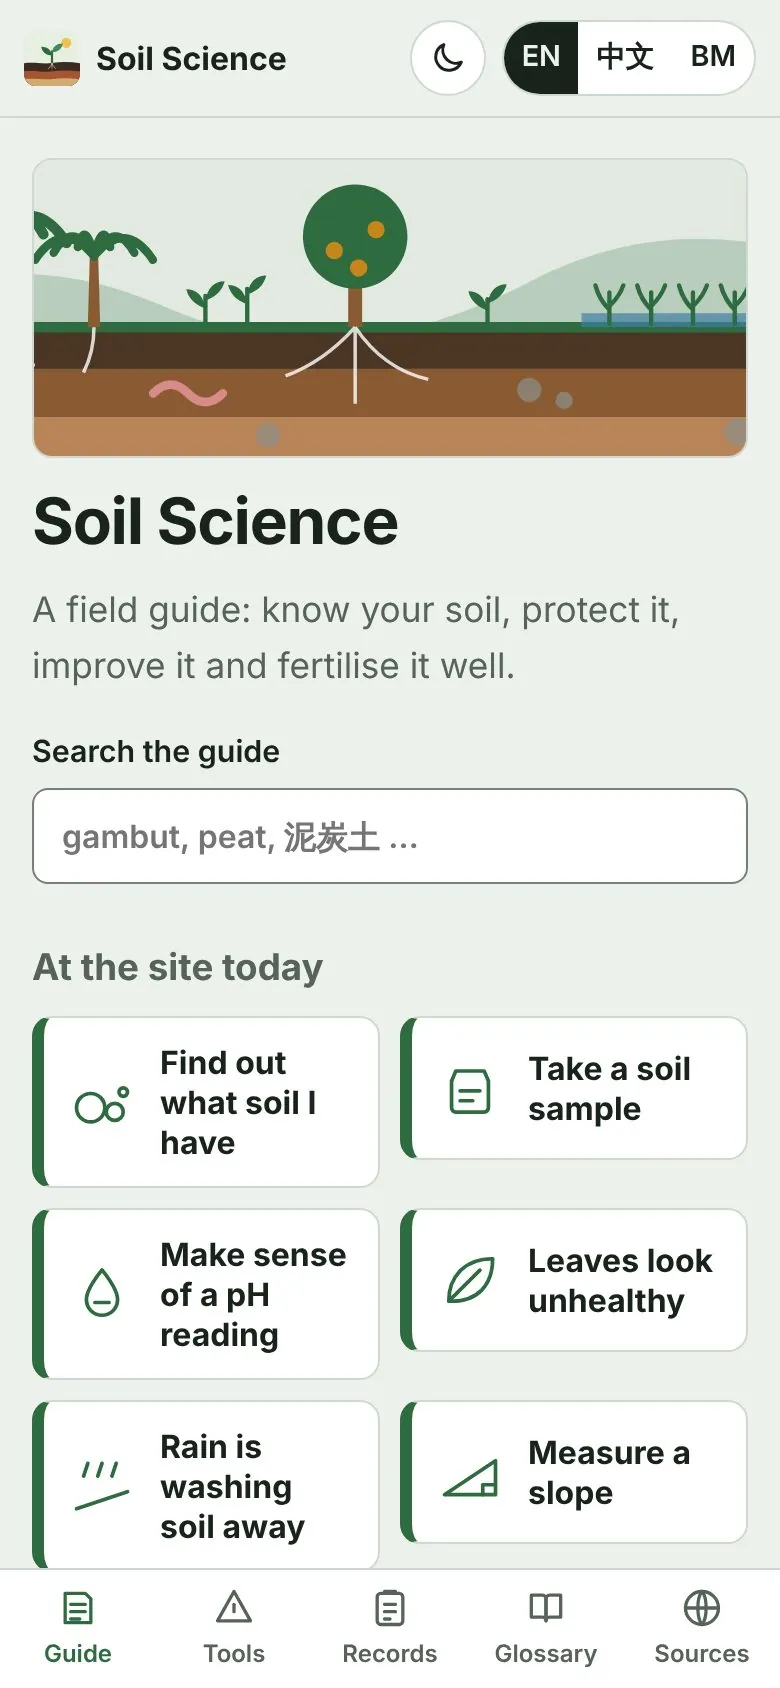 Soil Science
EN 中文 BM
Soil Science
A field guide: know your soil, protect it,
improve it and fertilise it well.
Search the guide
gambut, peat, 泥炭土 ...
At the site today
Find out
what soil I
have
Take a soil
sample
Make sense
of a pH
reading
Leaves look
unhealthy
Rain is
washing
soil away
Measure a
slope
Guide
Tools
Records
Glossary
Sources